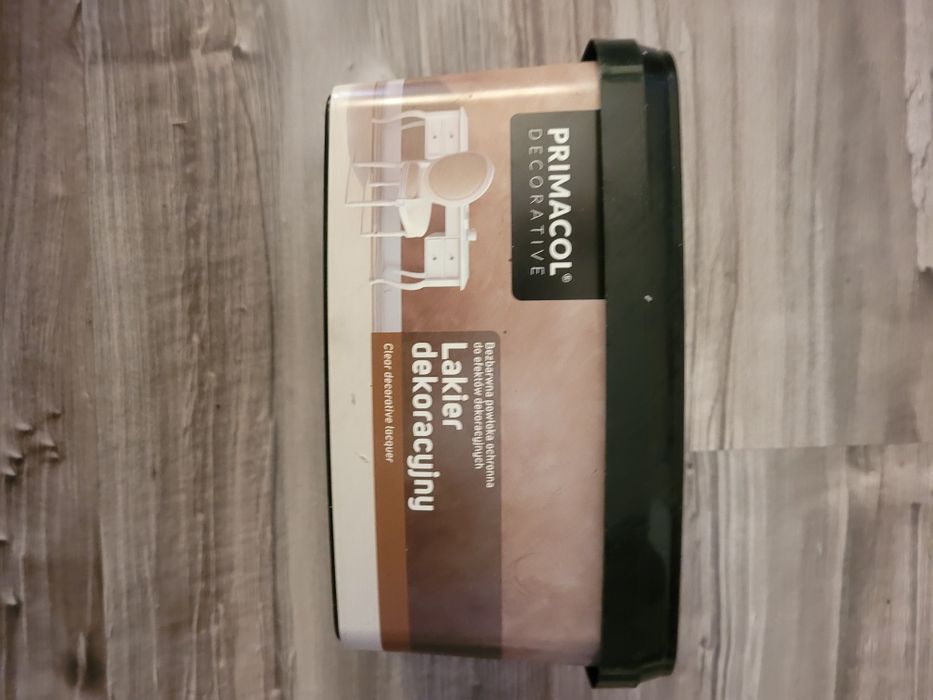 PRIMACOL®
DECORATIVE
Bezbarwna powłoka ochronna
do efektów dekoracyjnych
Lakier
dekoracyjny
Clear decorative lacquer